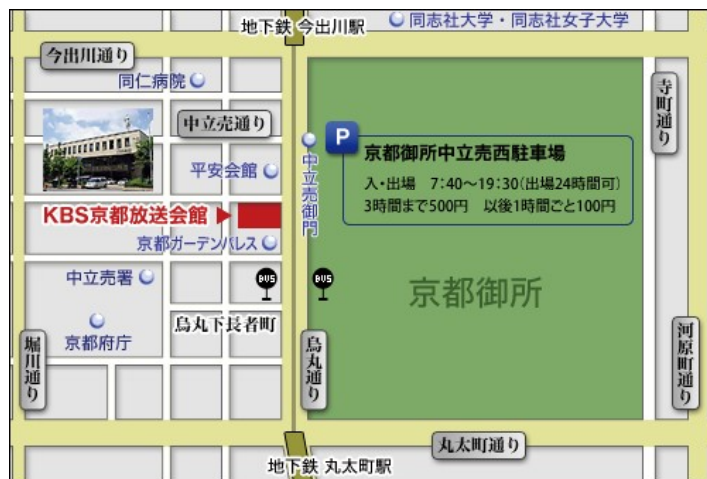 地下鉄 今出川駅
同志社大学・同志社女子大学
今出川通り
同仁病院
寺町通り
中立売通り
P
京都御所中立売西駐車場
入・出場 7:40〜19:30(出場24時間可)
3時間まで500円 以後1時間ごと100円
中立売御門
平安会館
KBS京都放送会館
京都ガーデンパレス
中立売署
BUS
BUS
京都御所
京都府庁
烏丸下長者町
堀川通り
烏丸通り
河原町通り
丸太町通り
地下鉄 丸太町駅